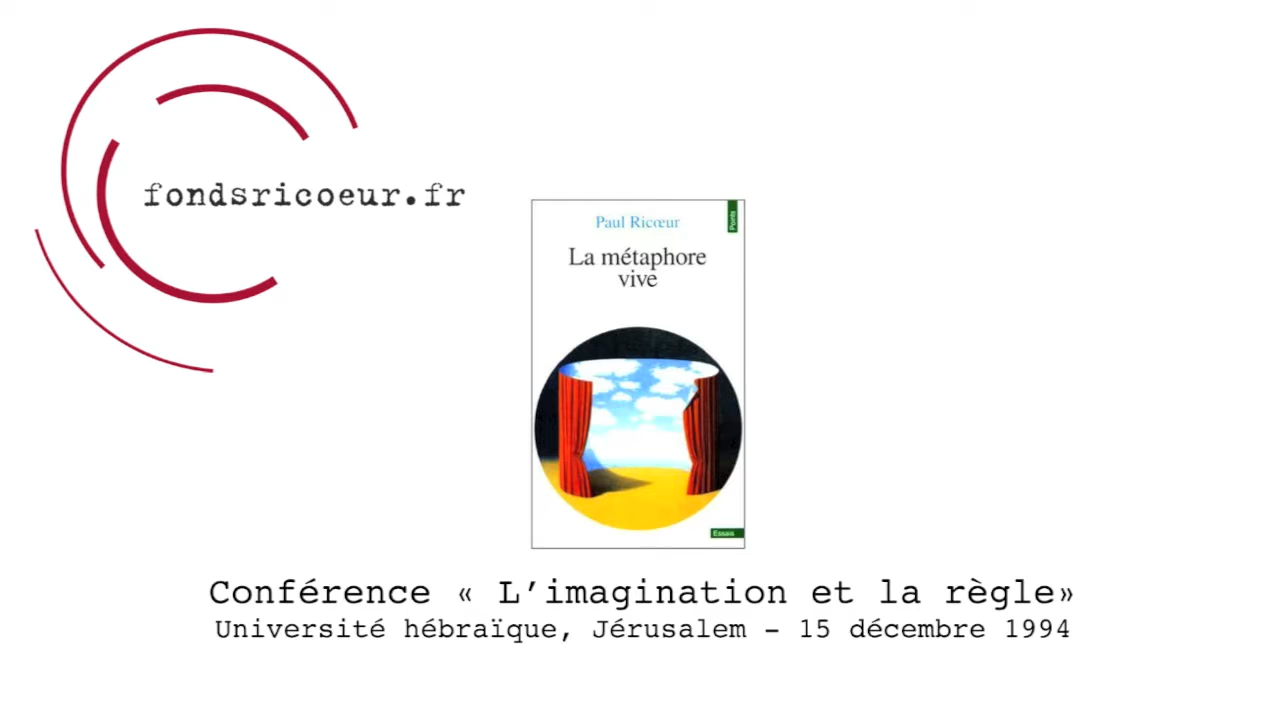 fondsricoeur.fr
Paul Ricœur
Points
La métaphore
vive
Essais
Conférence « L’imagination et la règle»
Université hébraïque, Jérusalem - 15 décembre 1994